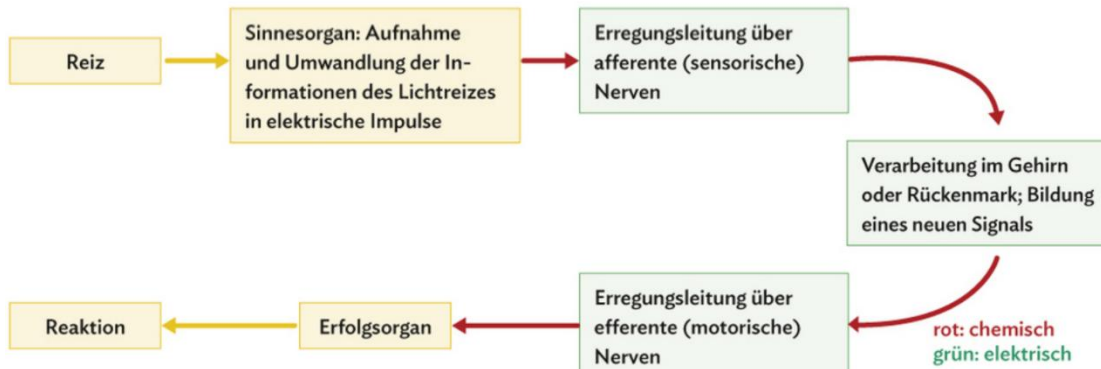 Reiz
Sinnesorgan: Aufnahme
und Umwandlung der In-
formationen des Lichtreizes
in elektrische Impulse
Erregungsleitung über
afferente (sensorische)
Nerven
Verarbeitung im Gehirn
oder Rückenmark; Bildung
eines neuen Signals
Erregungsleitung über
efferente (motorische)
Nerven
Erfolgsorgan
Reaktion
rot: chemisch
grün: elektrisch